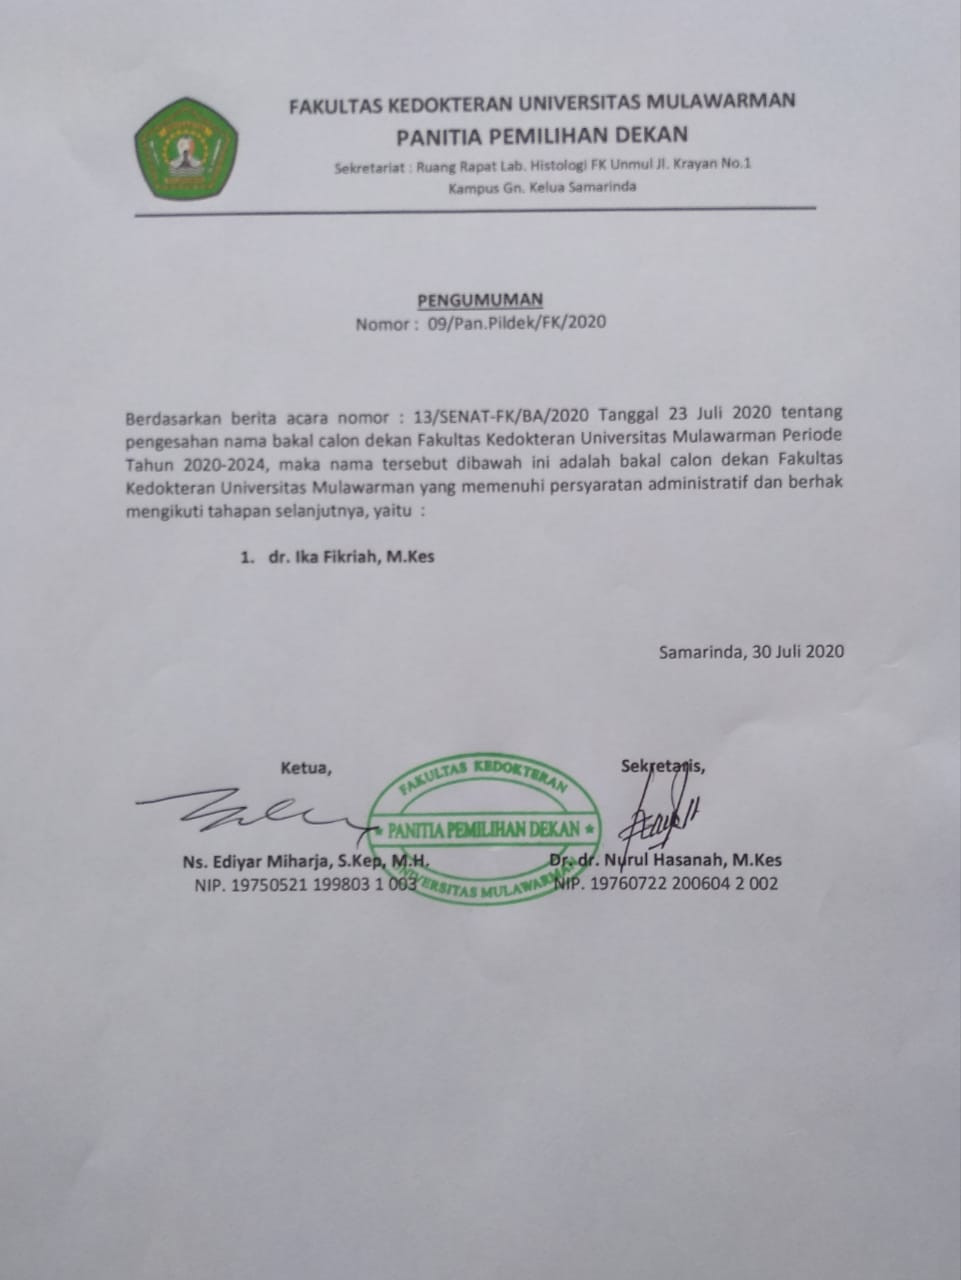 FAKULTAS KEDOKTERAN UNIVERSITAS MULAWARMAN
PANITIA PEMILIHAN DEKAN
Sekretariat : Ruang Rapat Lab. Histologi FK Unmul Jl. Krayan No.1
Kampus Gn. Kelua Samarinda
PENGUMUMAN
Nomor : 09/Pan.Pildek/FK/2020
Berdasarkan berita acara nomor : 13/SENAT-FK/BA/2020 Tanggal 23 Juli 2020 tentang
pengesahan nama bakal calon dekan Fakultas Kedokteran Universitas Mulawarman Periode
Tahun 2020-2024, maka nama tersebut dibawah ini adalah bakal calon dekan Fakultas
Kedokteran Universitas Mulawarman yang memenuhi persyaratan administratif dan berhak
mengikuti tahapan selanjutnya, yaitu :
1. dr. Ika Fikriah, M.Kes
Samarinda, 30 Juli 2020
Ketua,
Ns. Ediyar Miharja, S.Kep, M.H.
NIP. 19750521 199803 1 003
FAKULTAS KEDOKTERAN
PANITIA PEMILIHAN DEKAN
UNIVERSITAS MULAWARMAN
Sekretaris,
Dr. dr. Nurul Hasanah, M.Kes
NIP. 19760722 200604 2 002